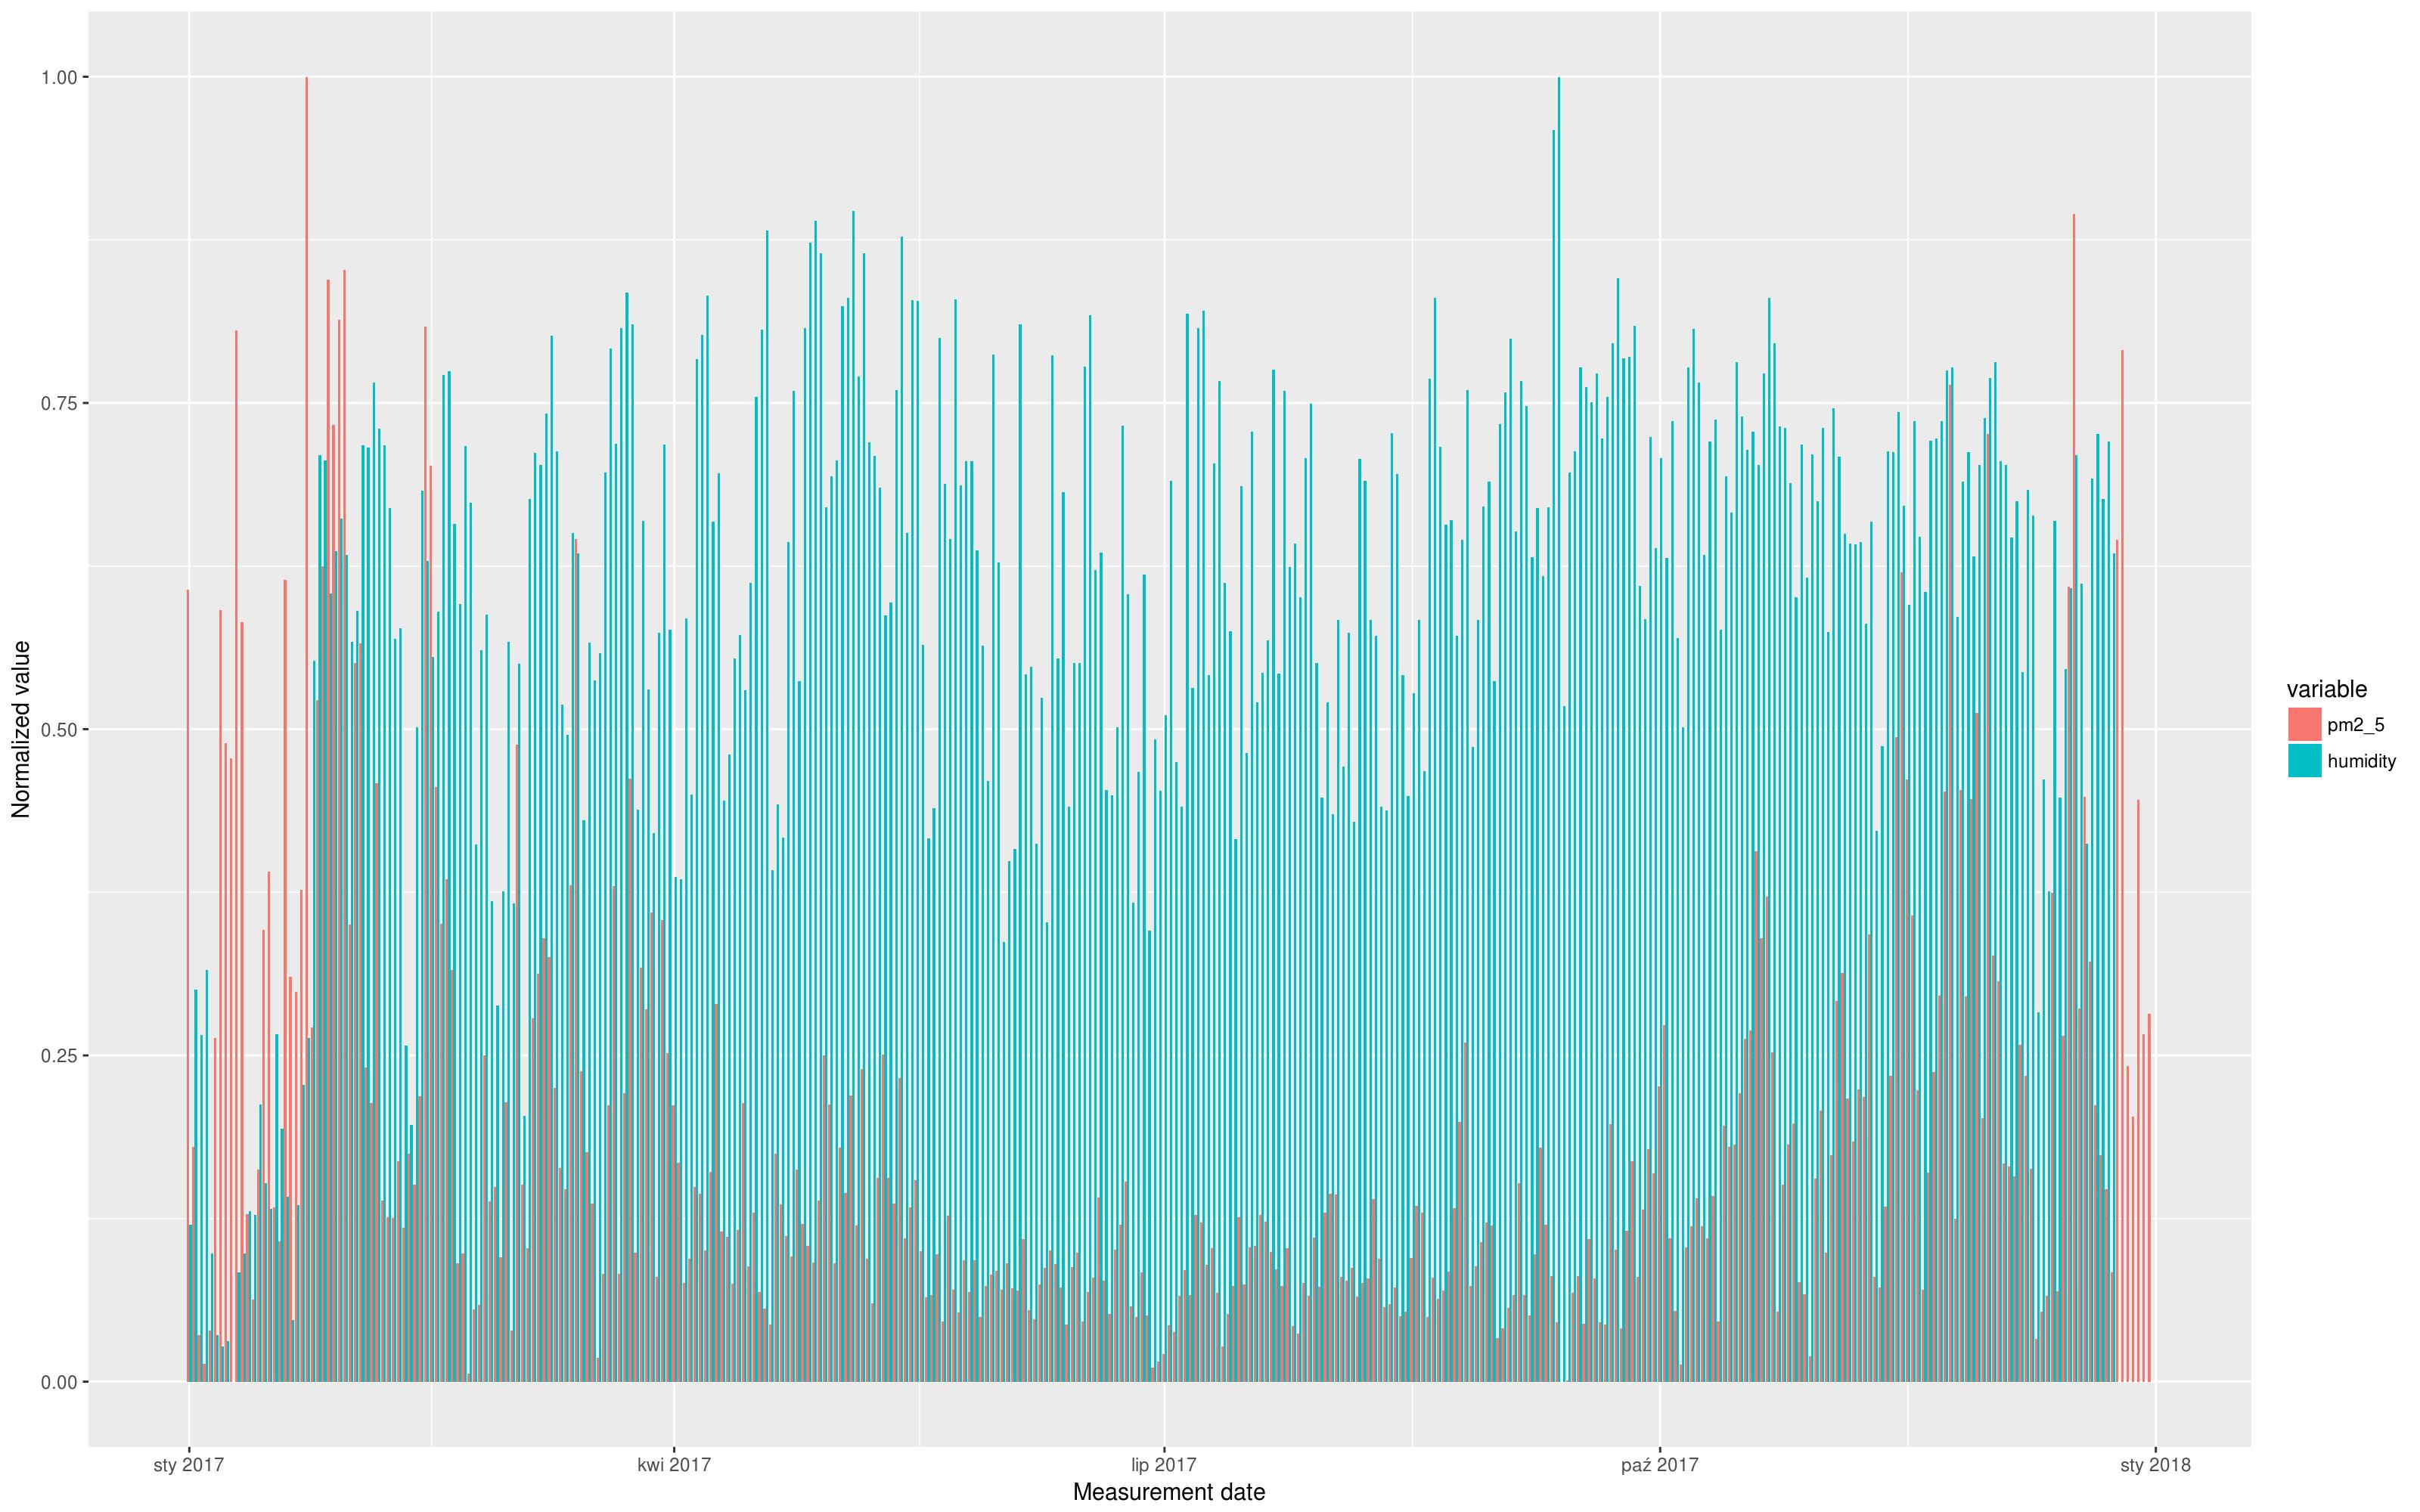 1.00
0.75
0.50
0.25
0.00
Normalized value
sty 2017
kwi 2017
lip 2017
paź 2017
sty 2018
Measurement date
variable
pm2_5
humidity